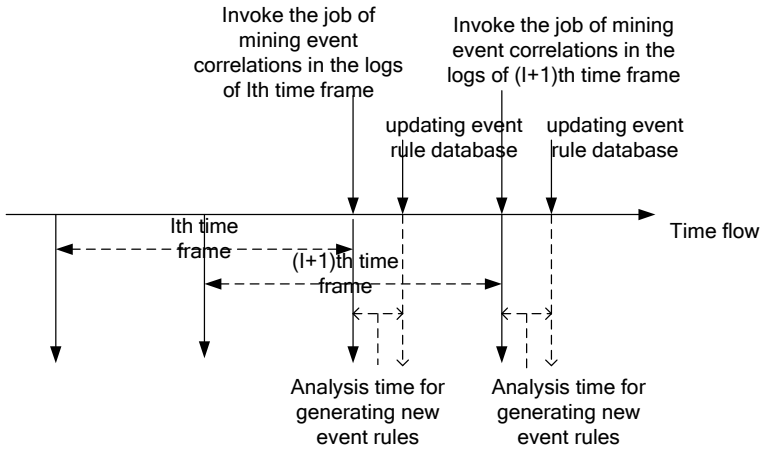 Invoke the job of
mining event
correlations in the logs
of Ith time frame
Invoke the job of mining
event correlations in the
logs of (I+1)th time frame
updating event
rule database
updating event
rule database
Time flow
Ith time
frame
(I+1)th time
frame
Analysis time for
generating new
event rules
Analysis time for
generating new
event rules